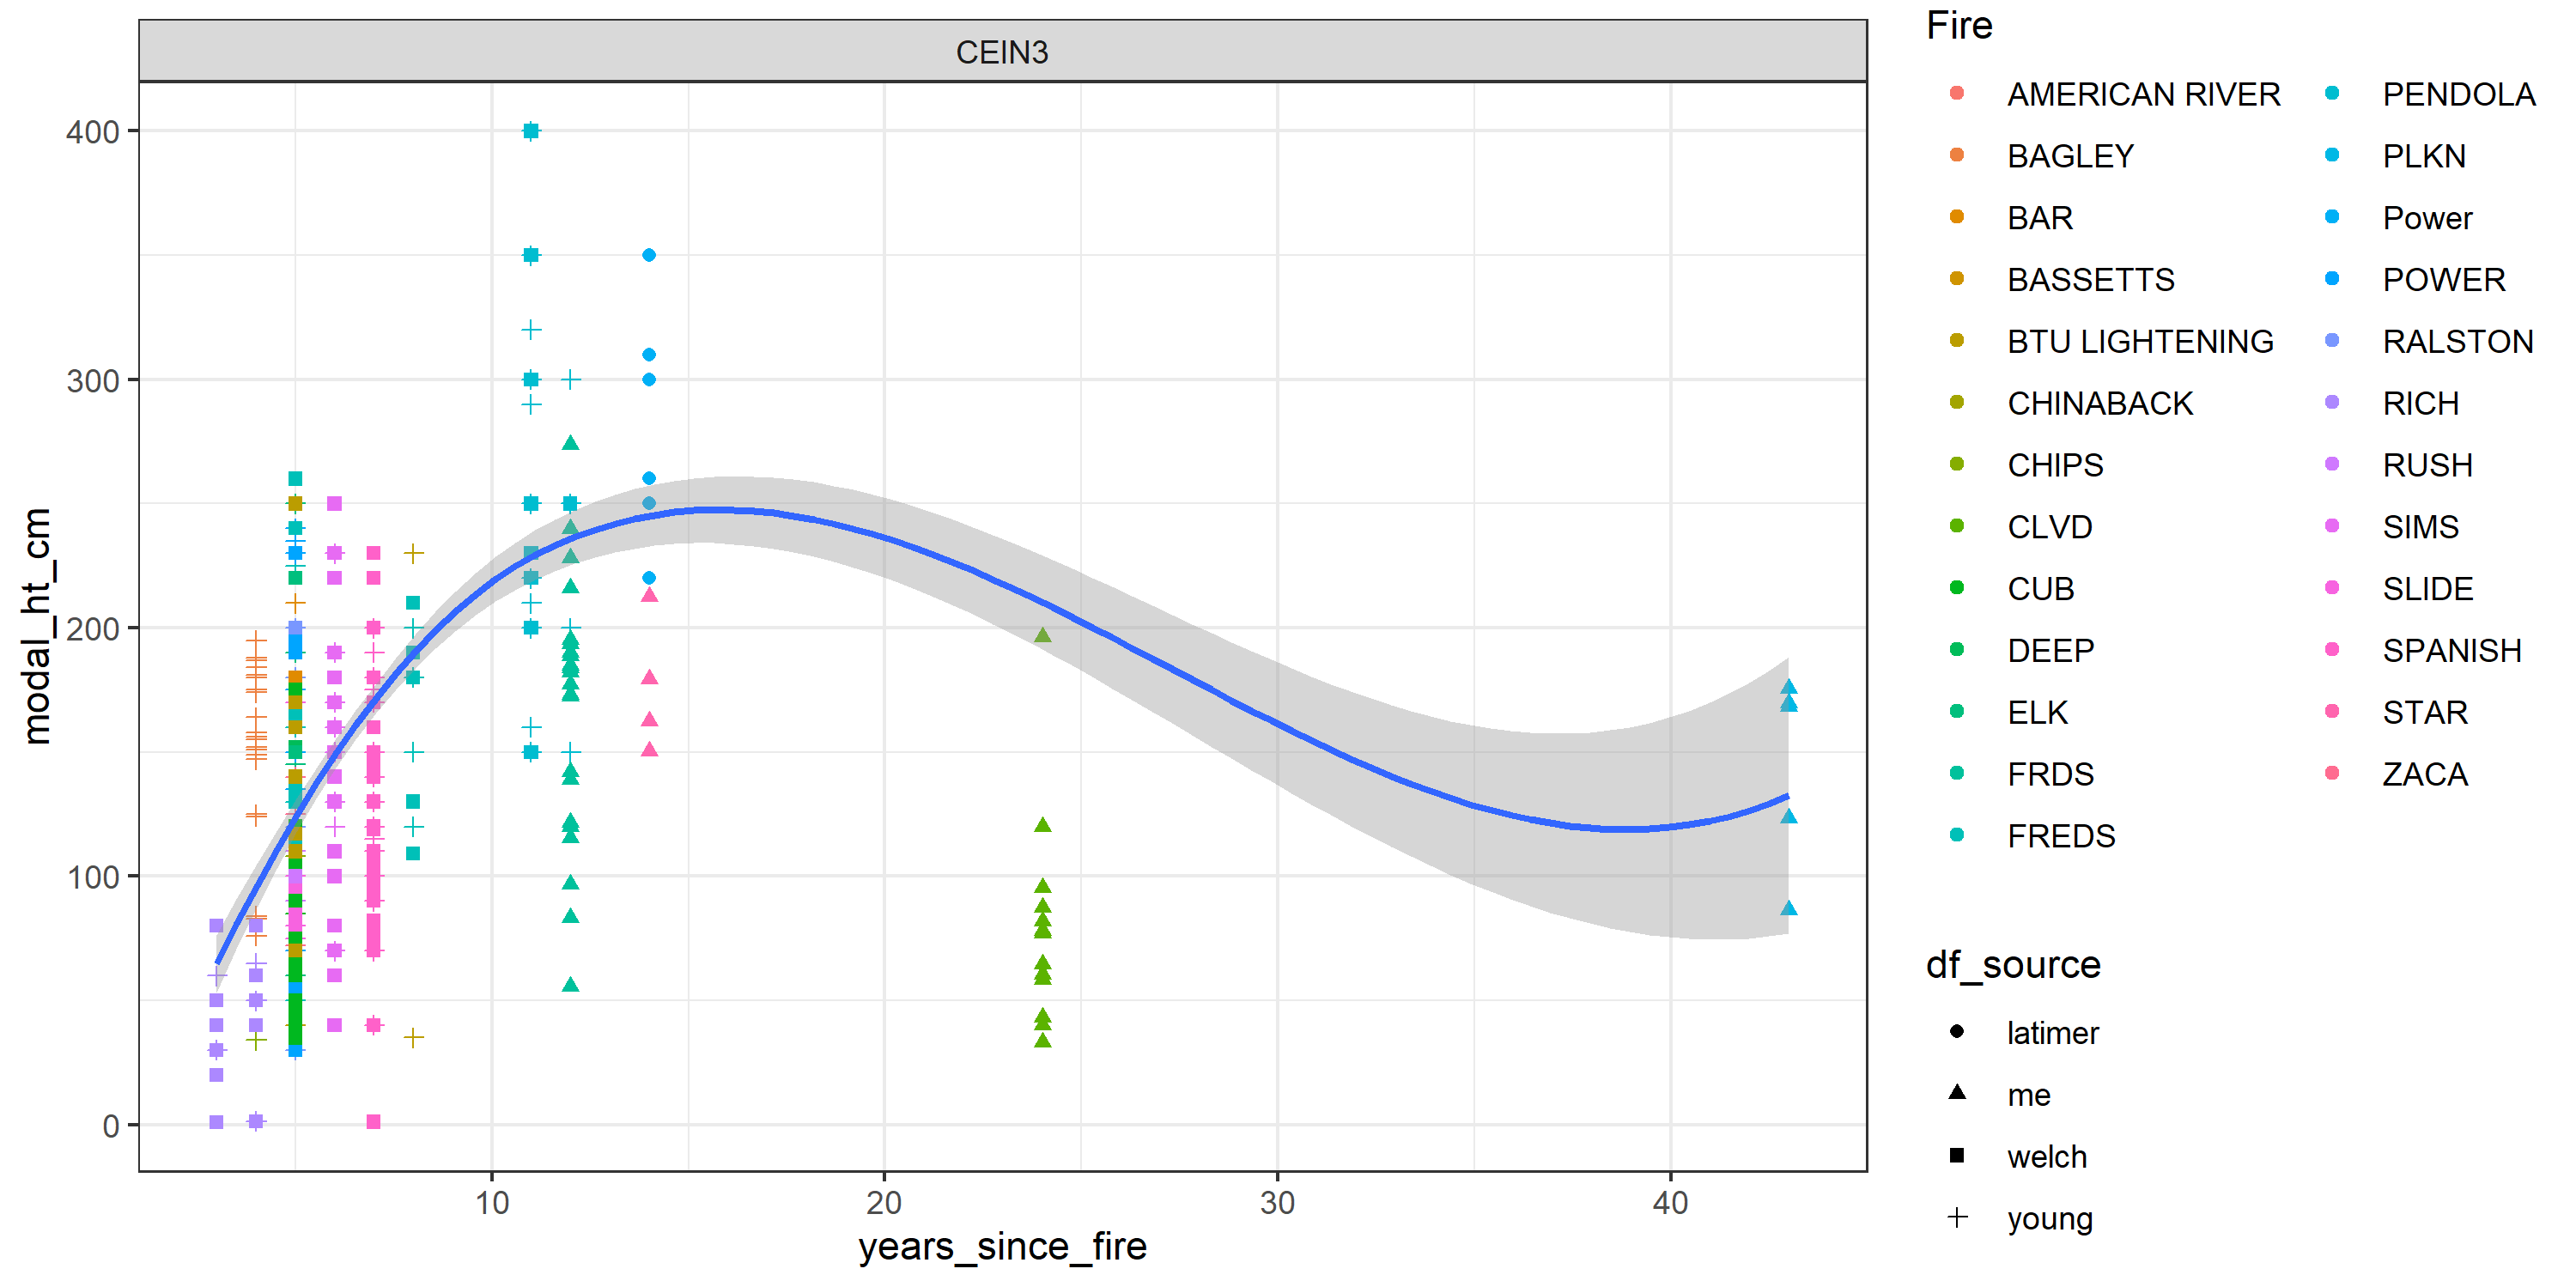 CEIN3
modal_ht_cm
400
300
200
100
0
10 20 30 40
years_since_fire
Fire
AMERICAN RIVER
BAGLEY
BAR
BASSETTS
BTU LIGHTENING
CHINABACK
CHIPS
CLVD
CUB
DEEP
ELK
FRDS
FREDS
PENDOLA
PLKN
Power
POWER
RALSTON
RICH
RUSH
SIMS
SLIDE
SPANISH
STAR
ZACA
df_source
latimer
me
welch
young